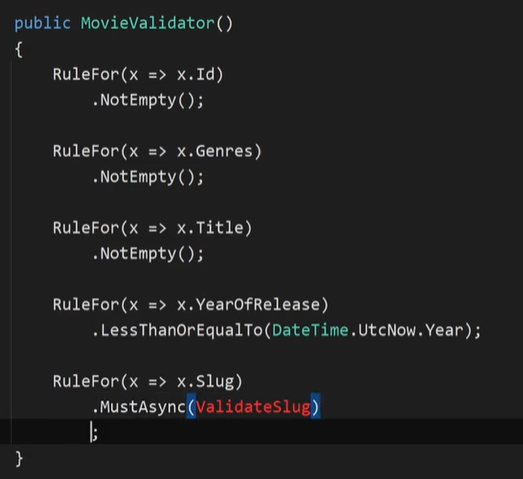 public MovieValidator()
{
RuleFor(x => x.Id)
.NotEmpty();
RuleFor(x => x.Genres)
.NotEmpty();
RuleFor(x => x.Title)
.NotEmpty();
RuleFor(x => x.YearOfRelease)
.LessThanOrEqualTo(DateTime.UtcNow.Year);
RuleFor(x => x.Slug)
.MustAsync(ValidateSlug)
;
}